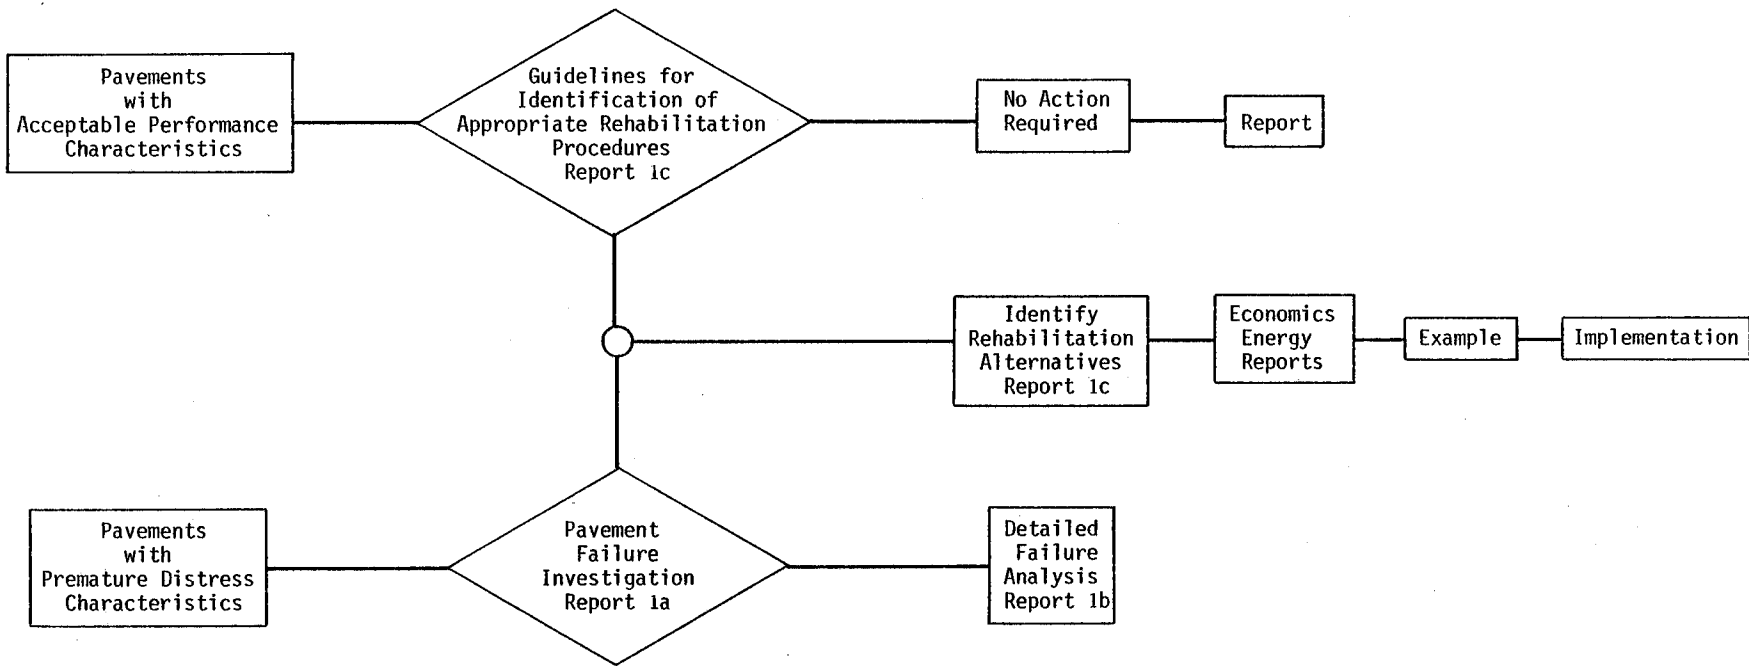 Pavements
with
Acceptable Performance
Characteristics
Guidelines for
Identification of
Appropriate Rehabilitation
Procedures
Report 1c
No Action
Required
Report
Identify
Rehabilitation
Alternatives
Report 1c
Economics
Energy
Reports
Example
Implementation
Pavements
with
Premature Distress
Characteristics
Pavement
Failure
Investigation
Report 1a
Detailed
Failure
Analysis
Report 1b